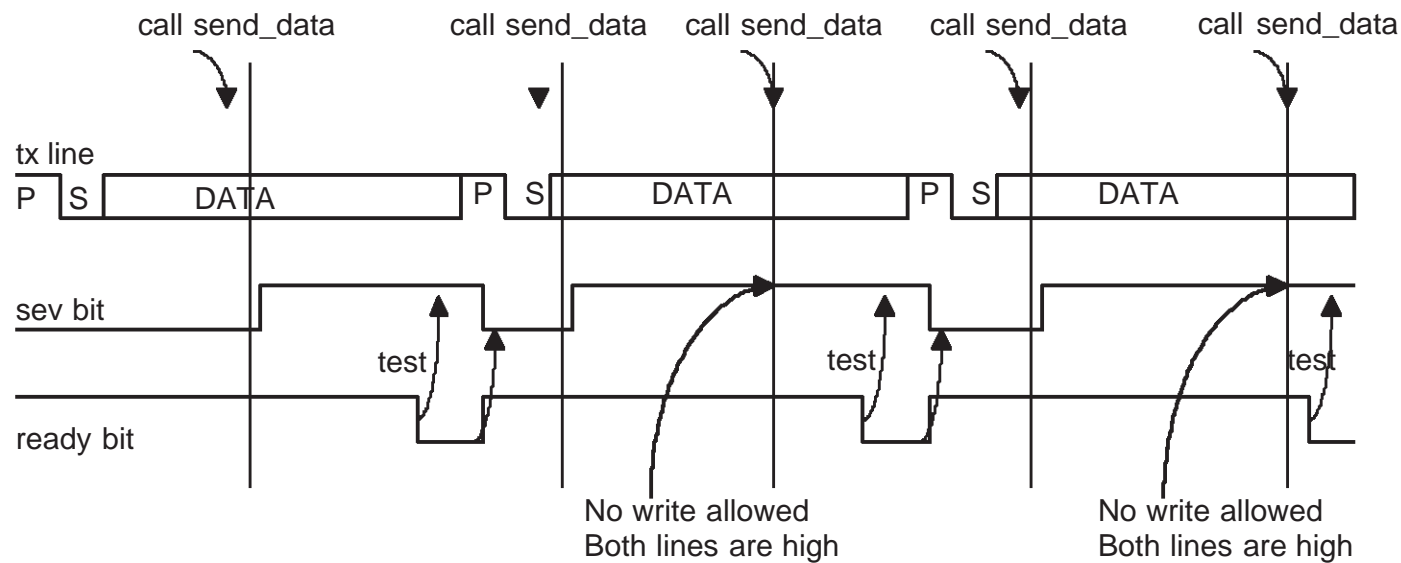 call send_data call send_data call send_data call send_data call send_data
tx line
P S DATA P S DATA P S DATA
sev bit
test test test
ready bit
No write allowed No write allowed
Both lines are high Both lines are high